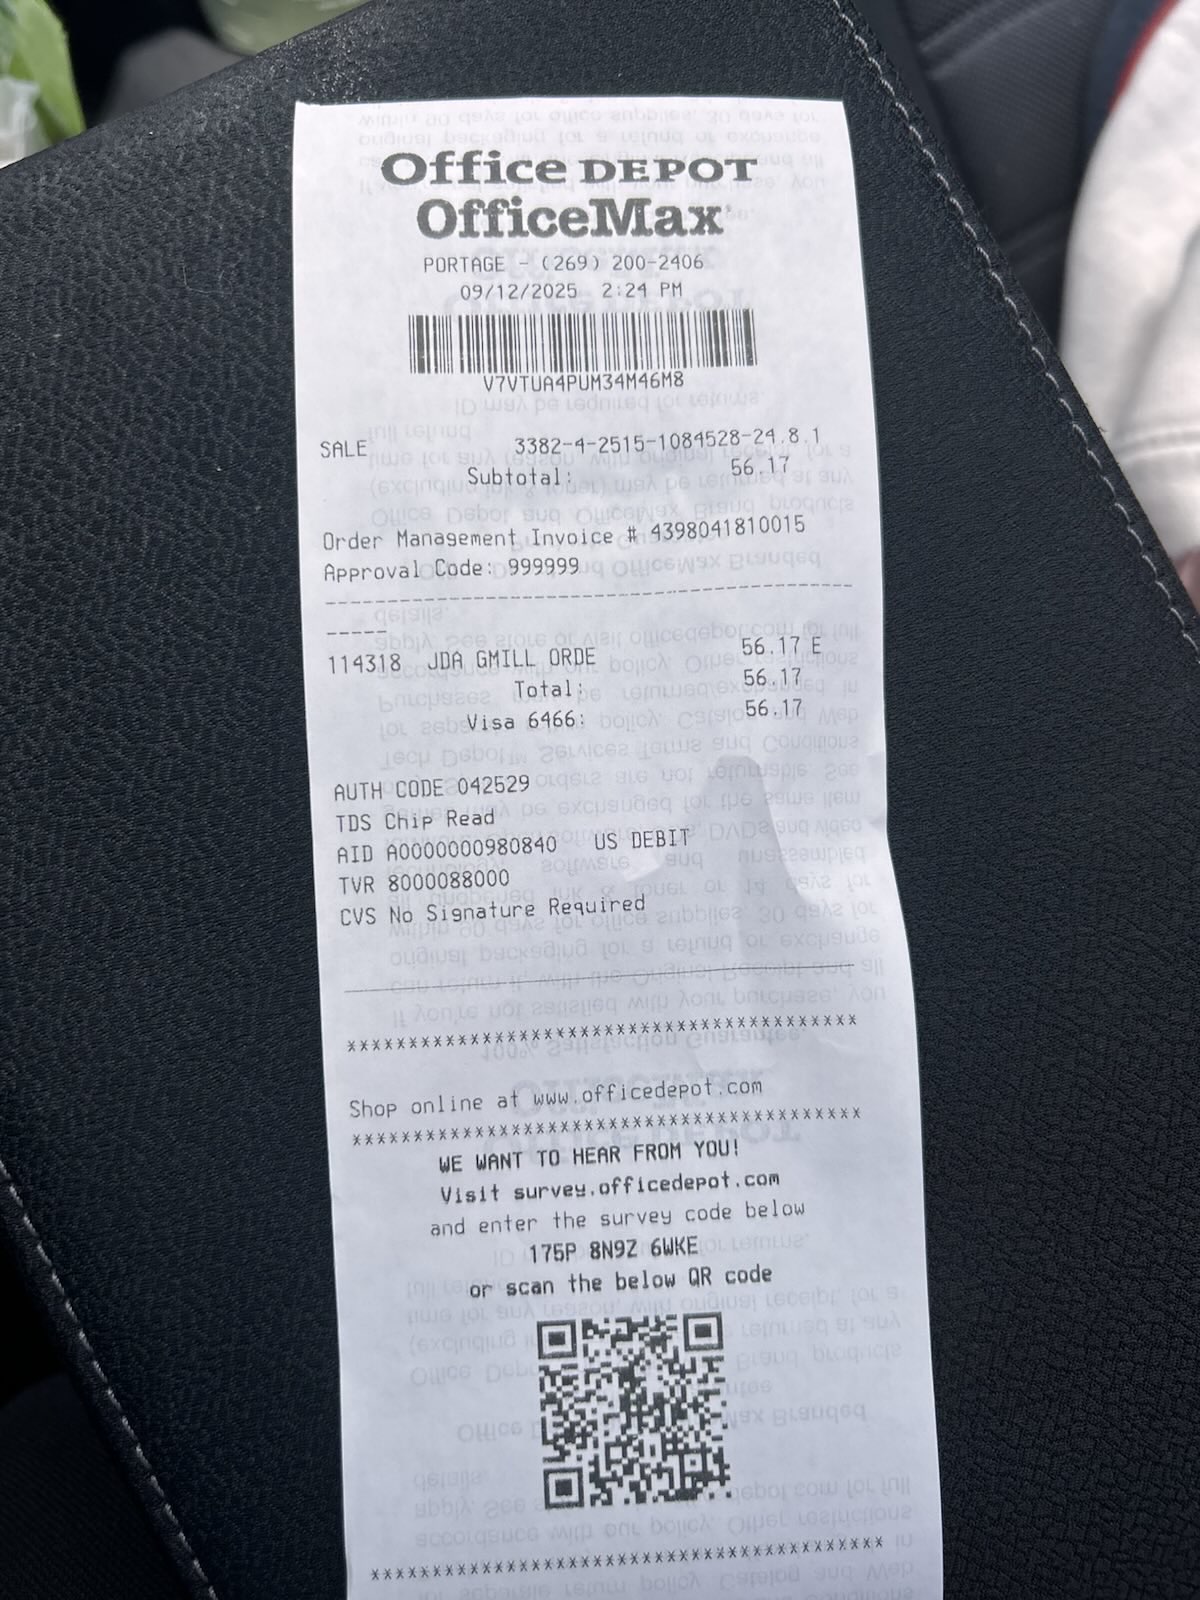 Office DEPOT
OfficeMax
PORTAGE - (269) 200-2406
09/12/2025 2:24 PM
V7VTUA4PUM34M46M8
SALE 3382-4-2515-1084528-24.8.1
Subtotal: 56.17
Order Management Invoice # 4398041810015
Approval Code: 999999
--------------------------------------------
-----
114318 JDA GMILL ORDE 56.17 E
Total: 56.17
Visa 6466: 56.17
AUTH CODE 042529
TDS Chip Read
AID A0000000980840 US DEBIT
TVR 8000088000
CVS No Signature Required
******************************************
Shop online at www.officedepot.com
******************************************
WE WANT TO HEAR FROM YOU!
Visit survey.officedepot.com
and enter the survey code below
175P 8N9Z 6WKE
or scan the below QR code
******************************************